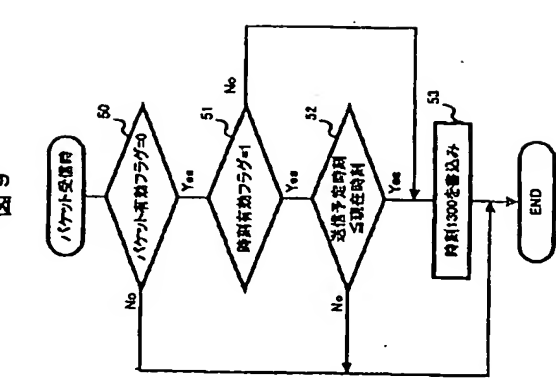 図9
パケット受信時
50
パケット有効フラグ=0
No
Yes
51
時刻有効フラグ=1
No
Yes
52
送信予定時刻
≦現在時刻
No
Yes
53
時刻1300を書込み
END